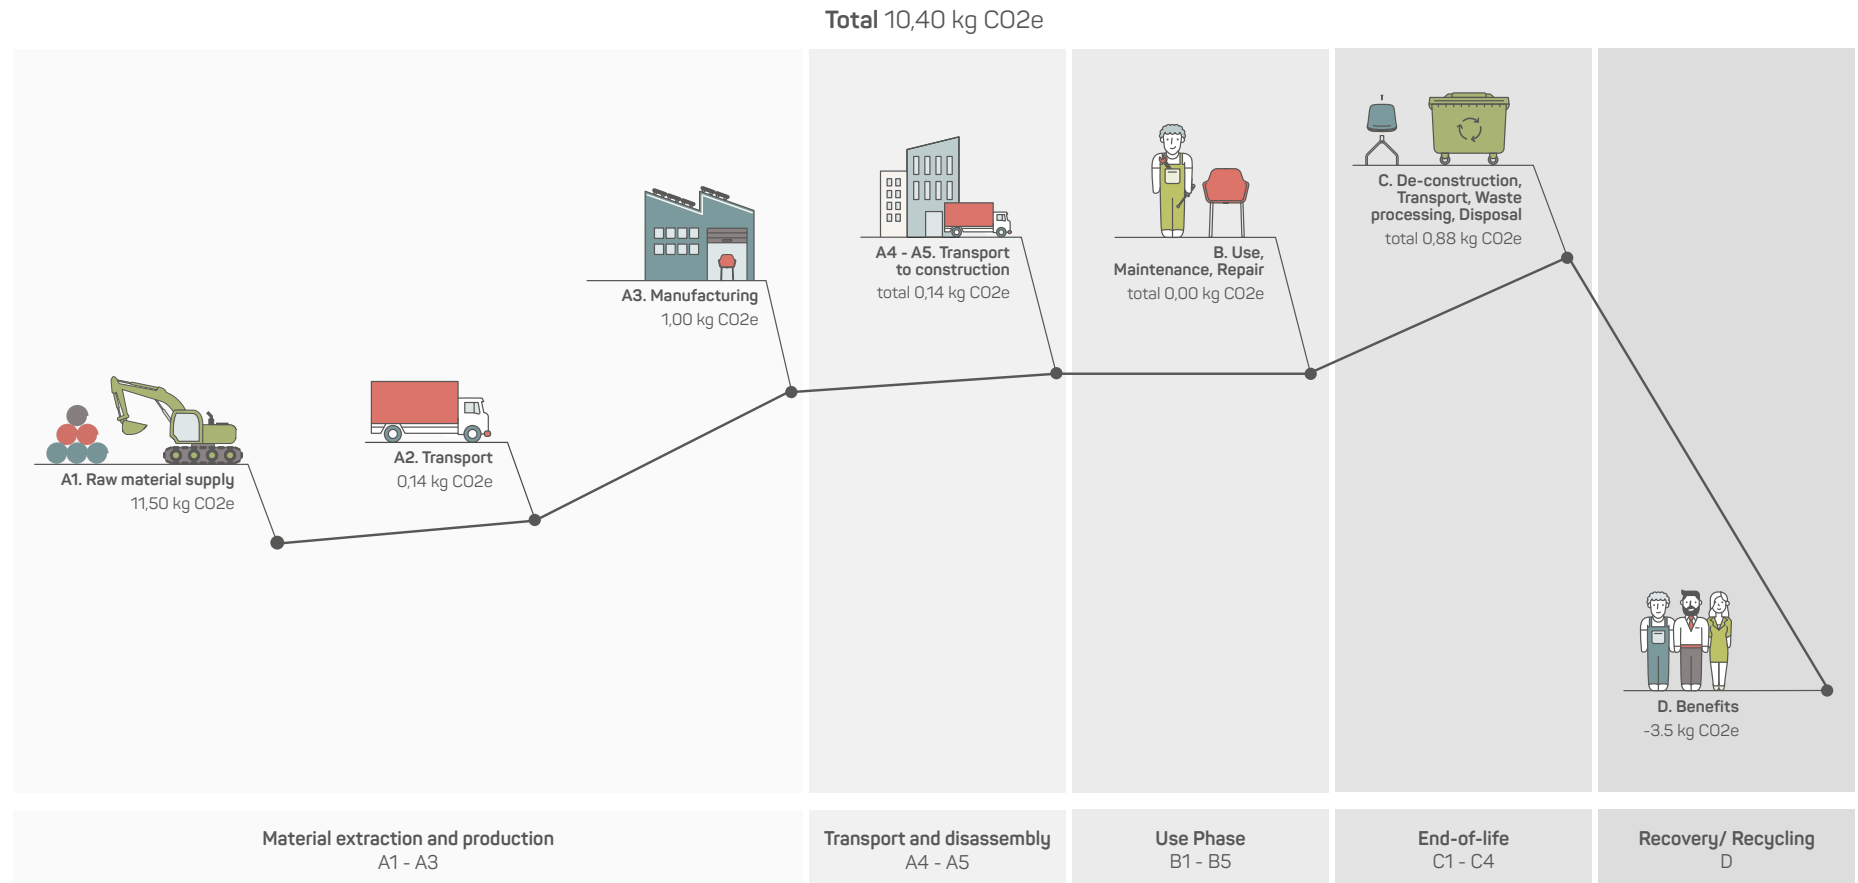 Total 10,40 kg CO2e
A1. Raw material supply
11,50 kg CO2e
A2. Transport
0,14 kg CO2e
A3. Manufacturing
1,00 kg CO2e
A4 - A5. Transport
to construction
total 0,14 kg CO2e
B. Use,
Maintenance, Repair
total 0,00 kg CO2e
C. De-construction,
Transport, Waste
processing, Disposal
total 0,88 kg CO2e
D. Benefits
-3.5 kg CO2e
Material extraction and production
A1 - A3
Transport and disassembly
A4 - A5
Use Phase
B1 - B5
End-of-life
C1 - C4
Recovery/ Recycling
D